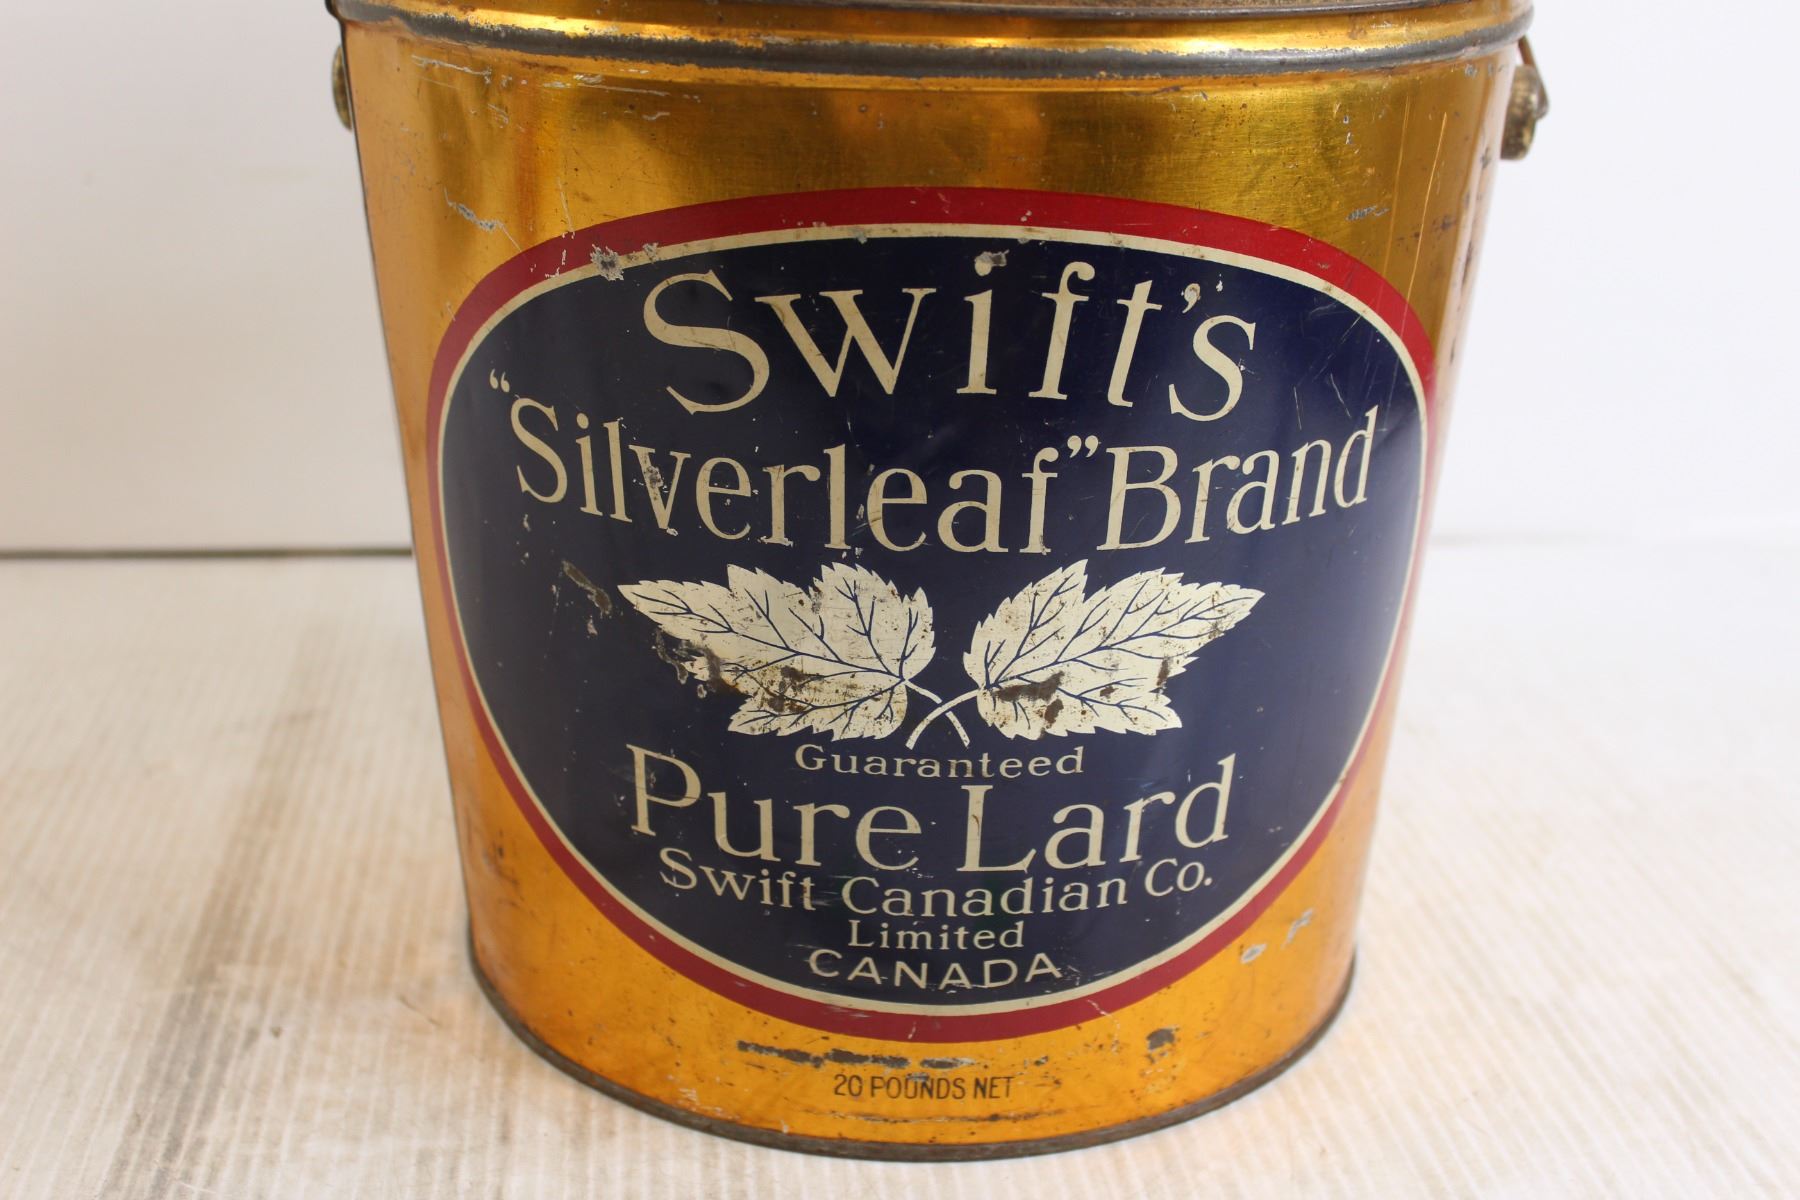 Swift's
“Silverleaf” Brand
Guaranteed
Pure Lard
Swift Canadian Co.
Limited
CANADA
20 POUNDS NET